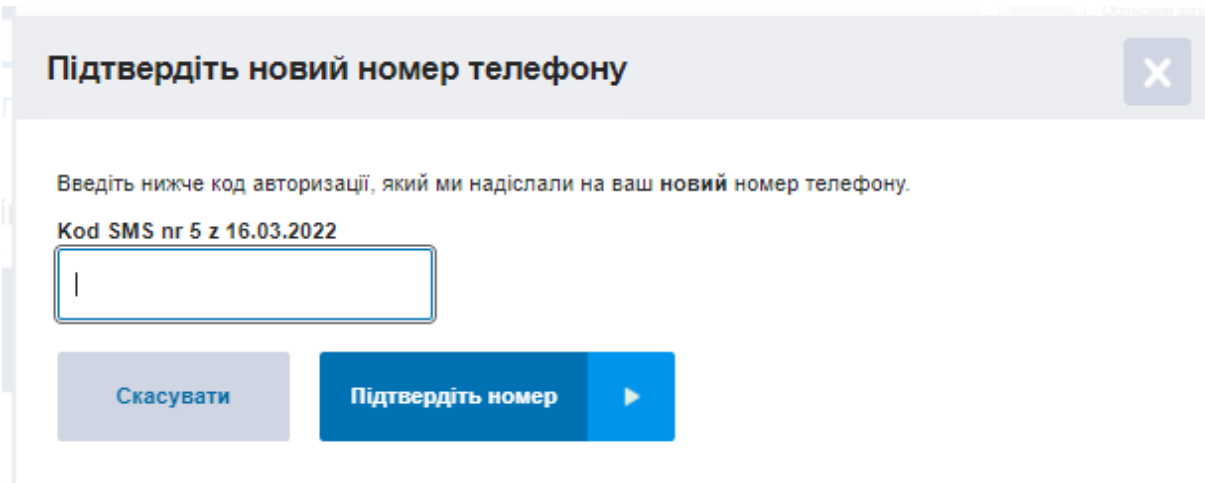 Підтвердіть новий номер телефону
Введіть нижче код авторизації, який ми надіслали на ваш новий номер телефону.
Kod SMS nr 5 z 16.03.2022
Скасувати
Підтвердіть номер